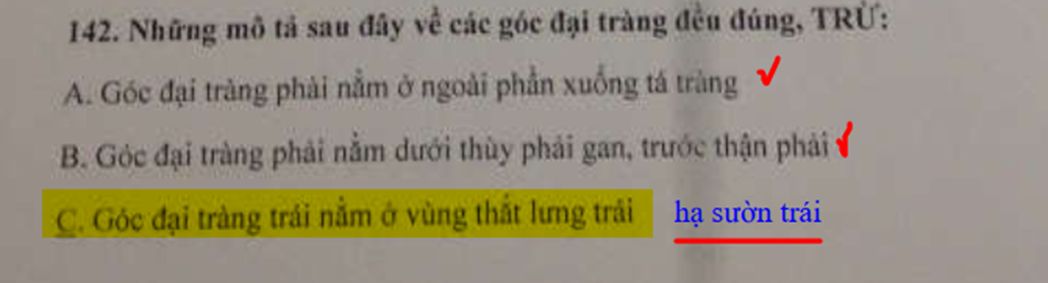 142. Những mô tả sau đây về các góc đại tràng đều đúng, TRỪ:
A. Góc đại tràng phải nằm ở ngoài phần xuống tá tràng
B. Góc đại tràng phải nằm dưới thùy phải gan, trước thận phải
C. Góc đại tràng trái nằm ở vùng thắt lưng trái hạ sườn trái